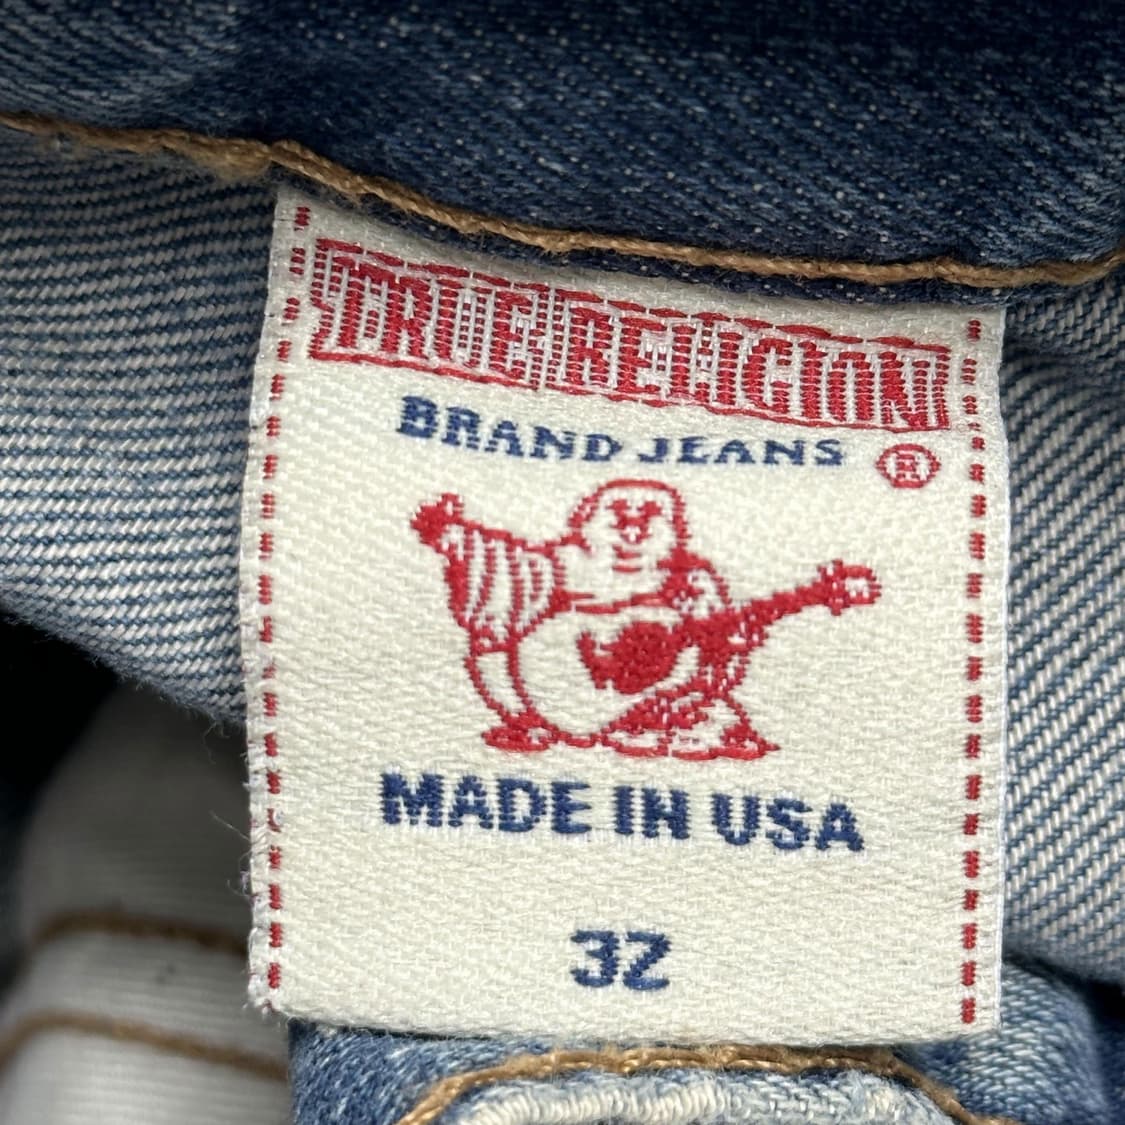 TRUE RELIGION
BRAND JEANS ®
MADE IN USA
32